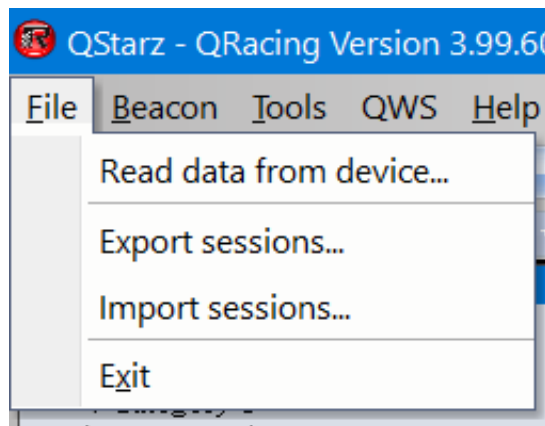 QStarz - QRacing Version 3.99.60
File Beacon Tools QWS Help
Read data from device...
Export sessions...
Import sessions...
Exit